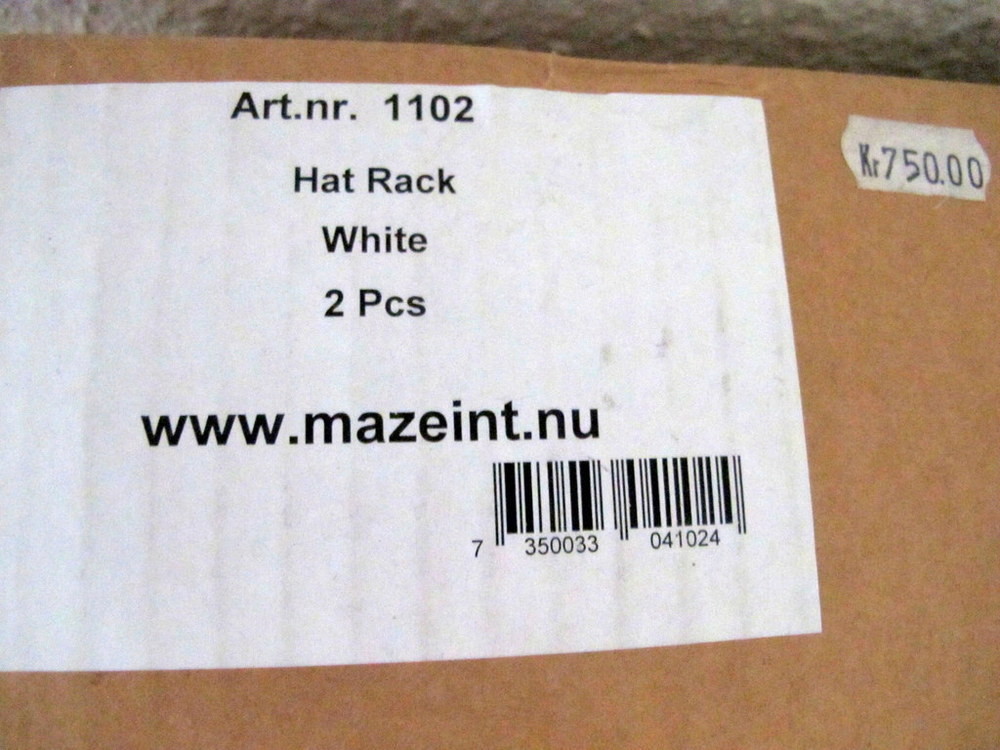 Art.nr. 1102
Kr750.00
Hat Rack
White
2 Pcs
www.mazeint.nu
7 350033 041024